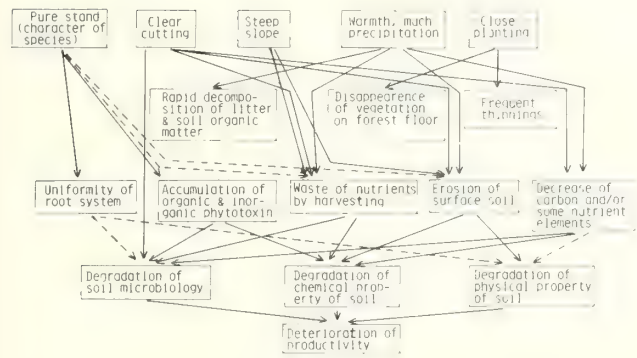 Pure stand
(character of
species)
Clear
cutting
Steep
slope
Warmth, much
precipitation
Close
planting
Rapid decompo-
sition of litter
& soil organic
matter
Disappearence
of vegetation
on forest floor
Frequent
thinnings
Uniformity of
root system
Accumulation of
organic & inor-
ganic phytotoxin
Waste of nutrients
by harvesting
Erosion of
surface soil
Decrease of
carbon and/or
some nutrient
elements
Degradation of
soil microbiology
Degradation of
chemical prop-
erty of soil
Degradation of
physical property
of soil
Deterioration of
productivity